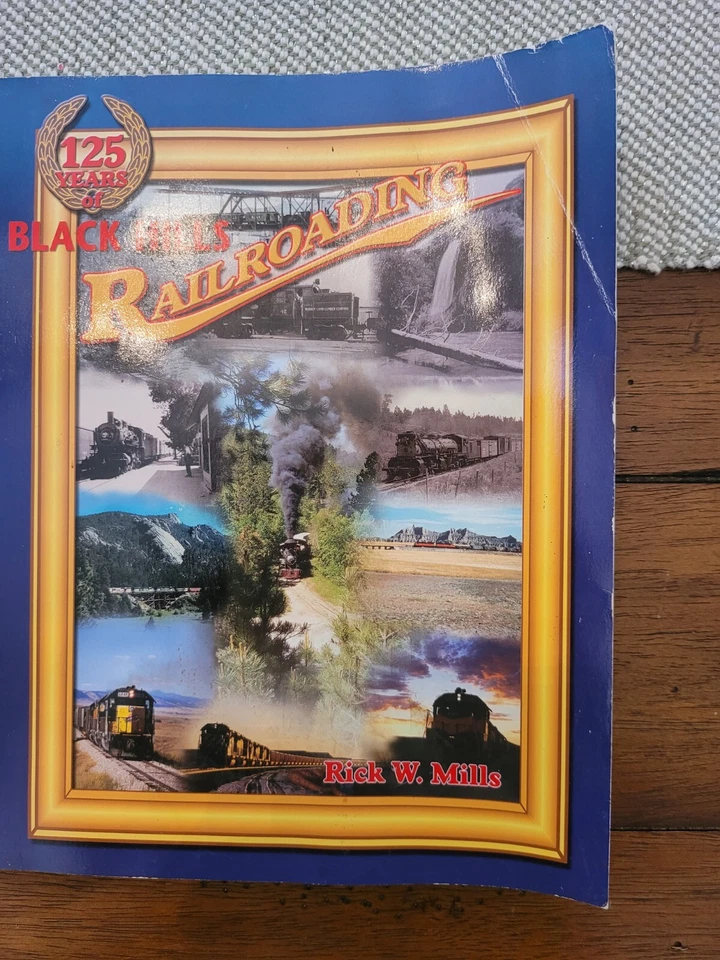 125
YEARS
of
BLACK HILLS
RAILROADING
Rick W. Mills